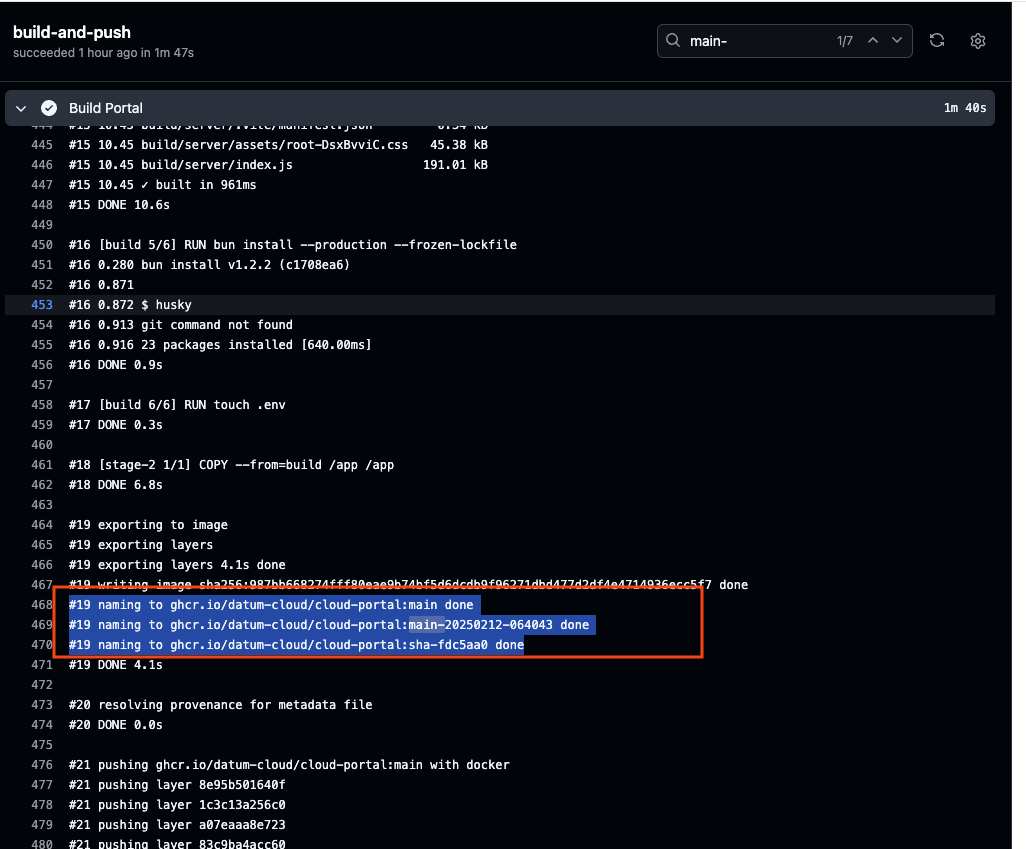 build-and-push
succeeded 1 hour ago in 1m 47s
main-
1/7
Build Portal
1m 40s
444 #15 10.45 build/server/.vite/manifest.json 0.54 kB
445 #15 10.45 build/server/assets/root-DsxBvviC.css 45.38 kB
446 #15 10.45 build/server/index.js 191.01 kB
447 #15 10.45 ✓ built in 961ms
448 #15 DONE 10.6s
449
450 #16 [build 5/6] RUN bun install --production --frozen-lockfile
451 #16 0.280 bun install v1.2.2 (c1708ea6)
452 #16 0.871
453 #16 0.872 $ husky
454 #16 0.913 git command not found
455 #16 0.916 23 packages installed [640.00ms]
456 #16 DONE 0.9s
457
458 #17 [build 6/6] RUN touch .env
459 #17 DONE 0.3s
460
461 #18 [stage-2 1/1] COPY --from=build /app /app
462 #18 DONE 6.8s
463
464 #19 exporting to image
465 #19 exporting layers
466 #19 exporting layers 4.1s done
467 #19 writing image done
468 #19 naming to ghcr.io/datum-cloud/cloud-portal:main done
469 #19 naming to ghcr.io/datum-cloud/cloud-portal:main-20250212-064043 done
470 #19 naming to ghcr.io/datum-cloud/cloud-portal:sha-fdc5aa0 done
471 #19 DONE 4.1s
472
473 #20 resolving provenance for metadata file
474 #20 DONE 0.0s
475
476 #21 pushing ghcr.io/datum-cloud/cloud-portal:main with docker
477 #21 pushing layer 8e95b501640f
478 #21 pushing layer 1c3c13a256c0
479 #21 pushing layer a07eaaa8e723
480 #21 pushing layer 83c9ba4acc60